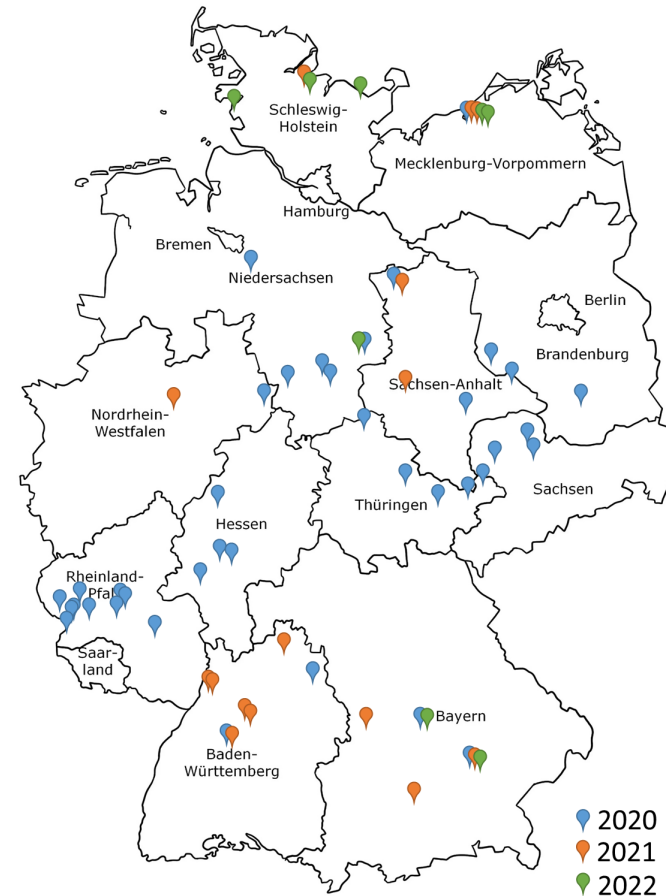 Schleswig-
Holstein
Mecklenburg-Vorpommern
Hamburg
Bremen
Niedersachsen
Berlin
Brandenburg
Sachsen-Anhalt
Nordrhein-
Westfalen
Sachsen
Thüringen
Hessen
Rheinland-
Pfalz
Saar-
land
Bayern
Baden-
Württemberg
2020
2021
2022